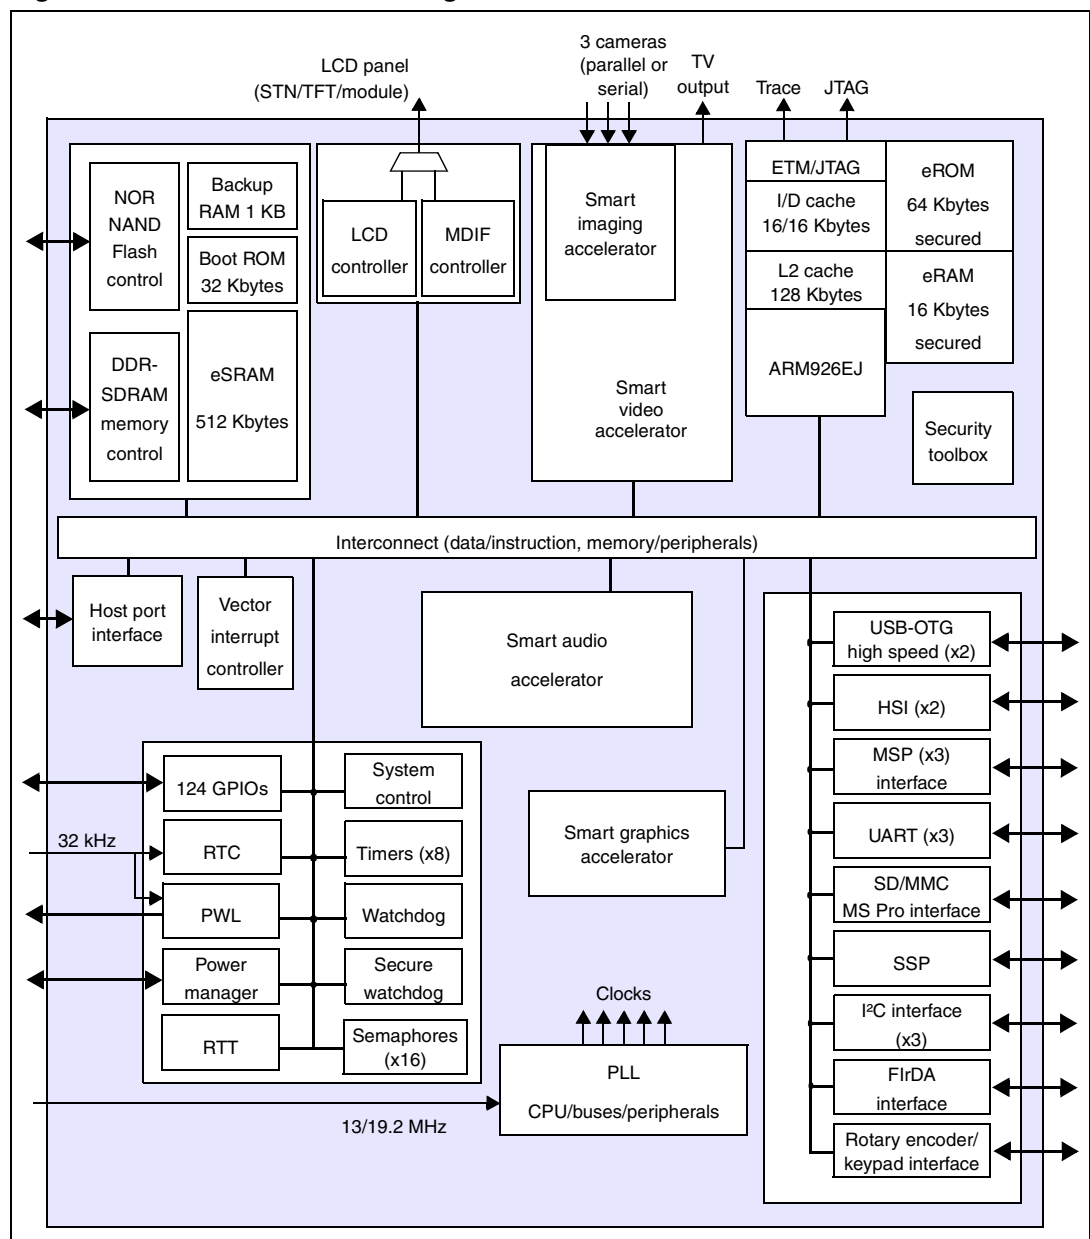 3 cameras
(parallel or
serial)
LCD panel
(STN/TFT/module)
TV
output
Trace
JTAG
NOR
NAND
Flash
control
Backup
RAM 1 KB
Boot ROM
32 Kbytes
DDR-
SDRAM
memory
control
eSRAM
512 Kbytes
LCD
controller
MDIF
controller
Smart
imaging
accelerator
Smart
video
accelerator
ETM/JTAG
I/D cache
16/16 Kbytes
L2 cache
128 Kbytes
ARM926EJ
eROM
64 Kbytes
secured
eRAM
16 Kbytes
secured
Security
toolbox
Interconnect (data/instruction, memory/peripherals)
Host port
interface
Vector
interrupt
controller
Smart audio
accelerator
USB-OTG
high speed (x2)
HSI (x2)
MSP (x3)
interface
UART (x3)
SD/MMC
MS Pro interface
SSP
I²C interface
(x3)
FIrDA
interface
Rotary encoder/
keypad interface
124 GPIOs
System
control
32 kHz
RTC
Timers (x8)
PWL
Watchdog
Power
manager
Secure
watchdog
RTT
Semaphores
(x16)
Smart graphics
accelerator
Clocks
PLL
CPU/buses/peripherals
13/19.2 MHz